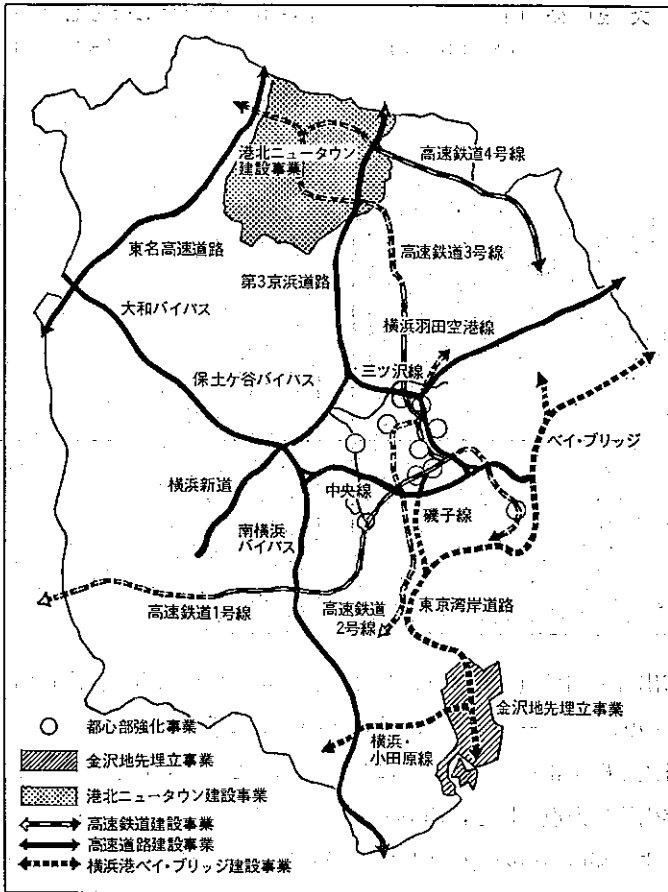 港北ニュータウン
建設事業
高速鉄道4号線
東名高速道路
第3京浜道路
高速鉄道3号線
大和バイパス
横浜羽田空港線
三ツ沢線
保土ケ谷バイパス
ベイ・ブリッジ
横浜新道
中央線
磯子線
南横浜
バイパス
高速鉄道1号線
高速鉄道
2号線
東京湾岸道路
金沢地先埋立事業
横浜・
小田原線
都心部強化事業
金沢地先埋立事業
港北ニュータウン建設事業
高速鉄道建設事業
高速道路建設事業
横浜港ベイ・ブリッジ建設事業